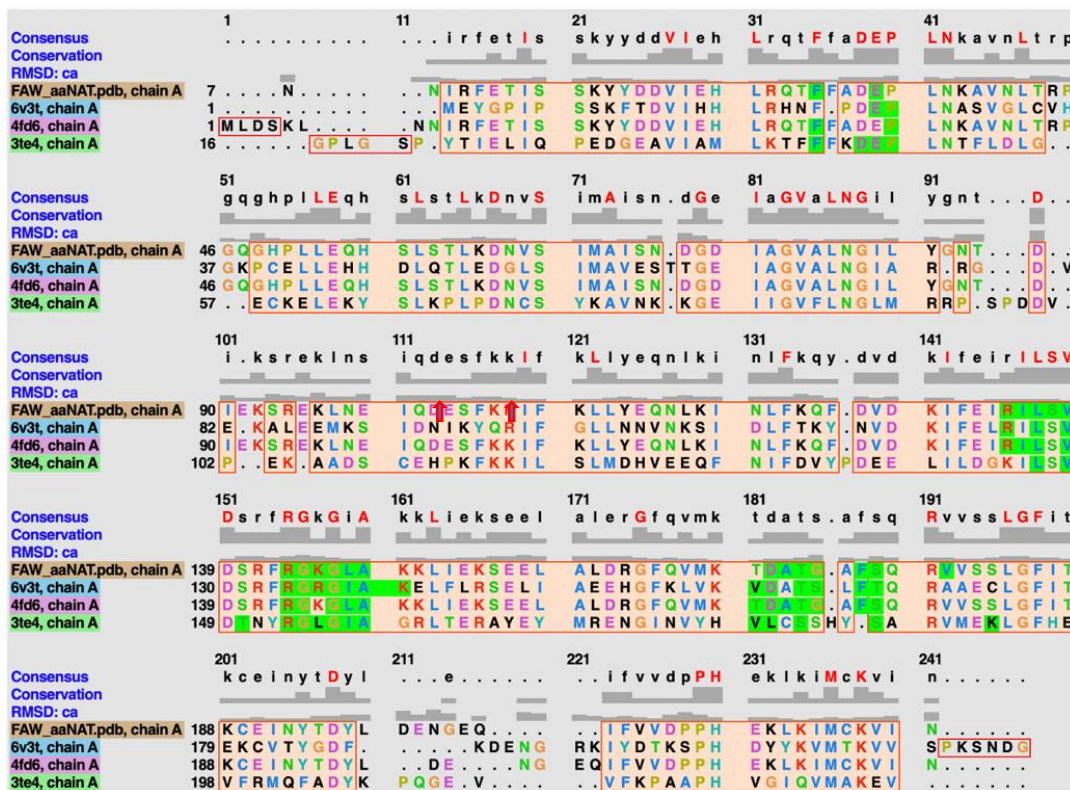 1 11 21 31 41
Consensus . . . . . . . . . . . . i r f e t I s s k y y d d V I e h L r q t F f a D E P L N k a v n L t r p
Conservation
RMSD: ca
FAW_aaNAT.pdb, chain A 7 . . . . N . . . . . . . N I R F E T I S S K Y Y D D V I E H L R Q T F F A D E P L N K A V N L T R P
6v3t, chain A 1 . . . . . . . . . . . . M E Y G P I P S S K F T D V I H H L R H N F . P D E P L N A S V G L C V H
4fd6, chain A 1 M L D S K L . . . . . N N I R F E T I S S K Y Y D D V I E H L R Q T F F A D E P L N K A V N L T R P
3te4, chain A 16 . . . . . G P L G S P . Y T I E L I Q P E D G E A V I A M L K T F F F K D E P L N T F L D L G . .
51 61 71 81 91
Consensus g q g h p l L E q h s L s t L k D n v S i m A i s n . d G e I a G V a L N G i l y g n t . . . D .
Conservation
RMSD: ca
FAW_aaNAT.pdb, chain A 46 G Q G H P L L E Q H S L S T L K D N V S I M A I S N . D G D I A G V A L N G I L Y G N T . . . D .
6v3t, chain A 37 G K P C E L L E H H D L Q T L E D G L S I M A V E S T T G E I A G V A L N G I A R . R G . . . D V
4fd6, chain A 46 G Q G H P L L E Q H S L S T L K D N V S I M A I S N . D G D I A G V A L N G I L Y G N T . . . D .
3te4, chain A 57 . . E C K E L E K Y S L K P L P D N C S Y K A V N K . K G E I I G V F L N G L M R R P . S P D D V .
101 111 121 131 141
Consensus i . k s r e k l n s i q d e s f k k I f k L l y e q n l k i n l F k q y . d v d k I f e i r I L S V
Conservation
RMSD: ca
FAW_aaNAT.pdb, chain A 90 I E K S R E K L N E I Q D E S F K K I F K L L Y E Q N L K I N L F K Q F . D V D K I F E I R I L S V
6v3t, chain A 82 E . K A L E E M K S I D N I K Y Q R I F G L L N N V N K S I D L F T K Y . N V D K I F E L R I L S V
4fd6, chain A 90 I E K S R E K L N E I Q D E S F K K I F K L L Y E Q N L K I N L F K Q F . D V D K I F E I R I L S V
3te4, chain A 102 P . . E K . A A D S C E H P K F K K I L S L M D H V E E Q F N I F D V Y P D E E L I L D G K I L S V
151 161 171 181 191
Consensus D s r f R G k G i A k k L i e k s e e l a l e r G f q v m k t d a t s . a f s q R v v s s L G F i t
Conservation
RMSD: ca
FAW_aaNAT.pdb, chain A 139 D S R F R G K G L A K K L I E K S E E L A L D R G F Q V M K T D A T G . A F S Q R V V S S L G F I T
6v3t, chain A 130 D S R F R G R G I A K E L F L R S E L I A E E H G F K L V K V D A T S . L F T Q R A A E C L G F I T
4fd6, chain A 139 D S R F R G K G L A K K L I E K S E E L A L D R G F Q V M K T D A T G . A F S Q R V V S S L G F I T
3te4, chain A 149 D T N Y R G L G I A G R L T E R A Y E Y M R E N G I N V Y H V L C S S H Y . S A R V M E K L G F H E
201 211 221 231 241
Consensus k c e i n y t D y l . . . e . . . . . . . . i f v v d p P H e k l k i M c K v i n . . . . . .
Conservation
RMSD: ca
FAW_aaNAT.pdb, chain A 188 K C E I N Y T D Y L D E N G E Q . . . . . . I F V V D P P H E K L K I M C K V I N . . . . . .
6v3t, chain A 179 E K C V T Y G D F . . . . . K D E N G R K I Y D T K S P H D Y Y K V M T K V V S P K S N D G
4fd6, chain A 188 K C E I N Y T D Y L . . D E . . . . N G E Q I F V V D P P H E K L K I M C K V I N . . . . . .
3te4, chain A 198 V F R M Q F A D Y K P Q G E . V . . . . . . V F K P A A P H V G I Q V M A K E V . . . . . . .